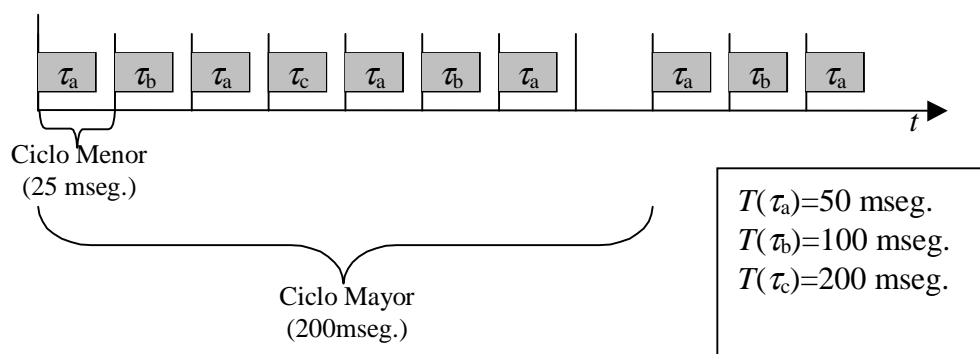 τa τb τa τc τa τb τa τa τb τa
t
Ciclo Menor
(25 mseg.)
T(τa)=50 mseg.
T(τb)=100 mseg.
T(τc)=200 mseg.
Ciclo Mayor
(200mseg.)